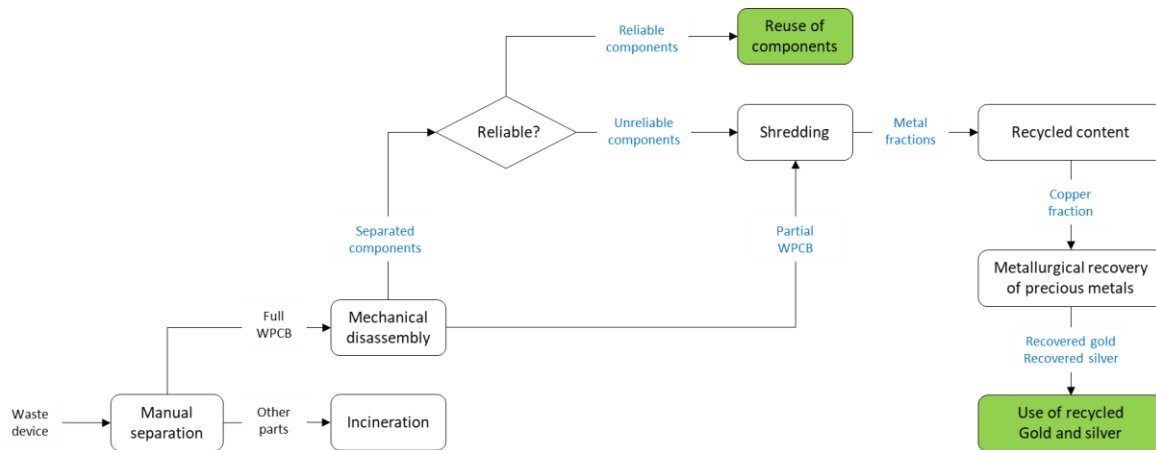 Reliable
components
Reuse of
components
Reliable?
Unreliable
components
Shredding
Metal
fractions
Recycled content
Separated
components
Partial
WPCB
Copper
fraction
Metallurgical recovery
of precious metals
Full
WPCB
Mechanical
disassembly
Recovered gold
Recovered silver
Waste
device
Manual
separation
Other
parts
Incineration
Use of recycled
Gold and silver